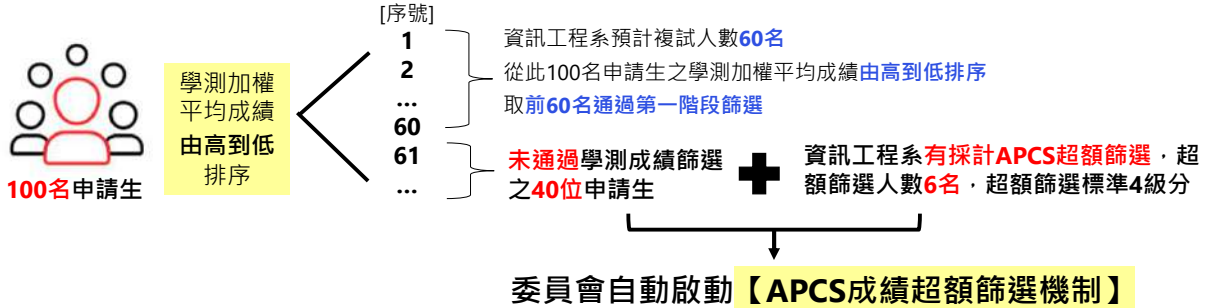 100名申請生
學測加權
平均成績
由高到低
排序
[序號]
1
2
...
60
61
...
資訊工程系預計複試人數60名
從此100名申請生之學測加權平均成績由高到低排序
取前60名通過第一階段篩選
未通過學測成績篩選
之40位申請生
資訊工程系有採計APCS超額篩選，超
額篩選人數6名，超額篩選標準4級分
委員會自動啟動【APCS成績超額篩選機制】